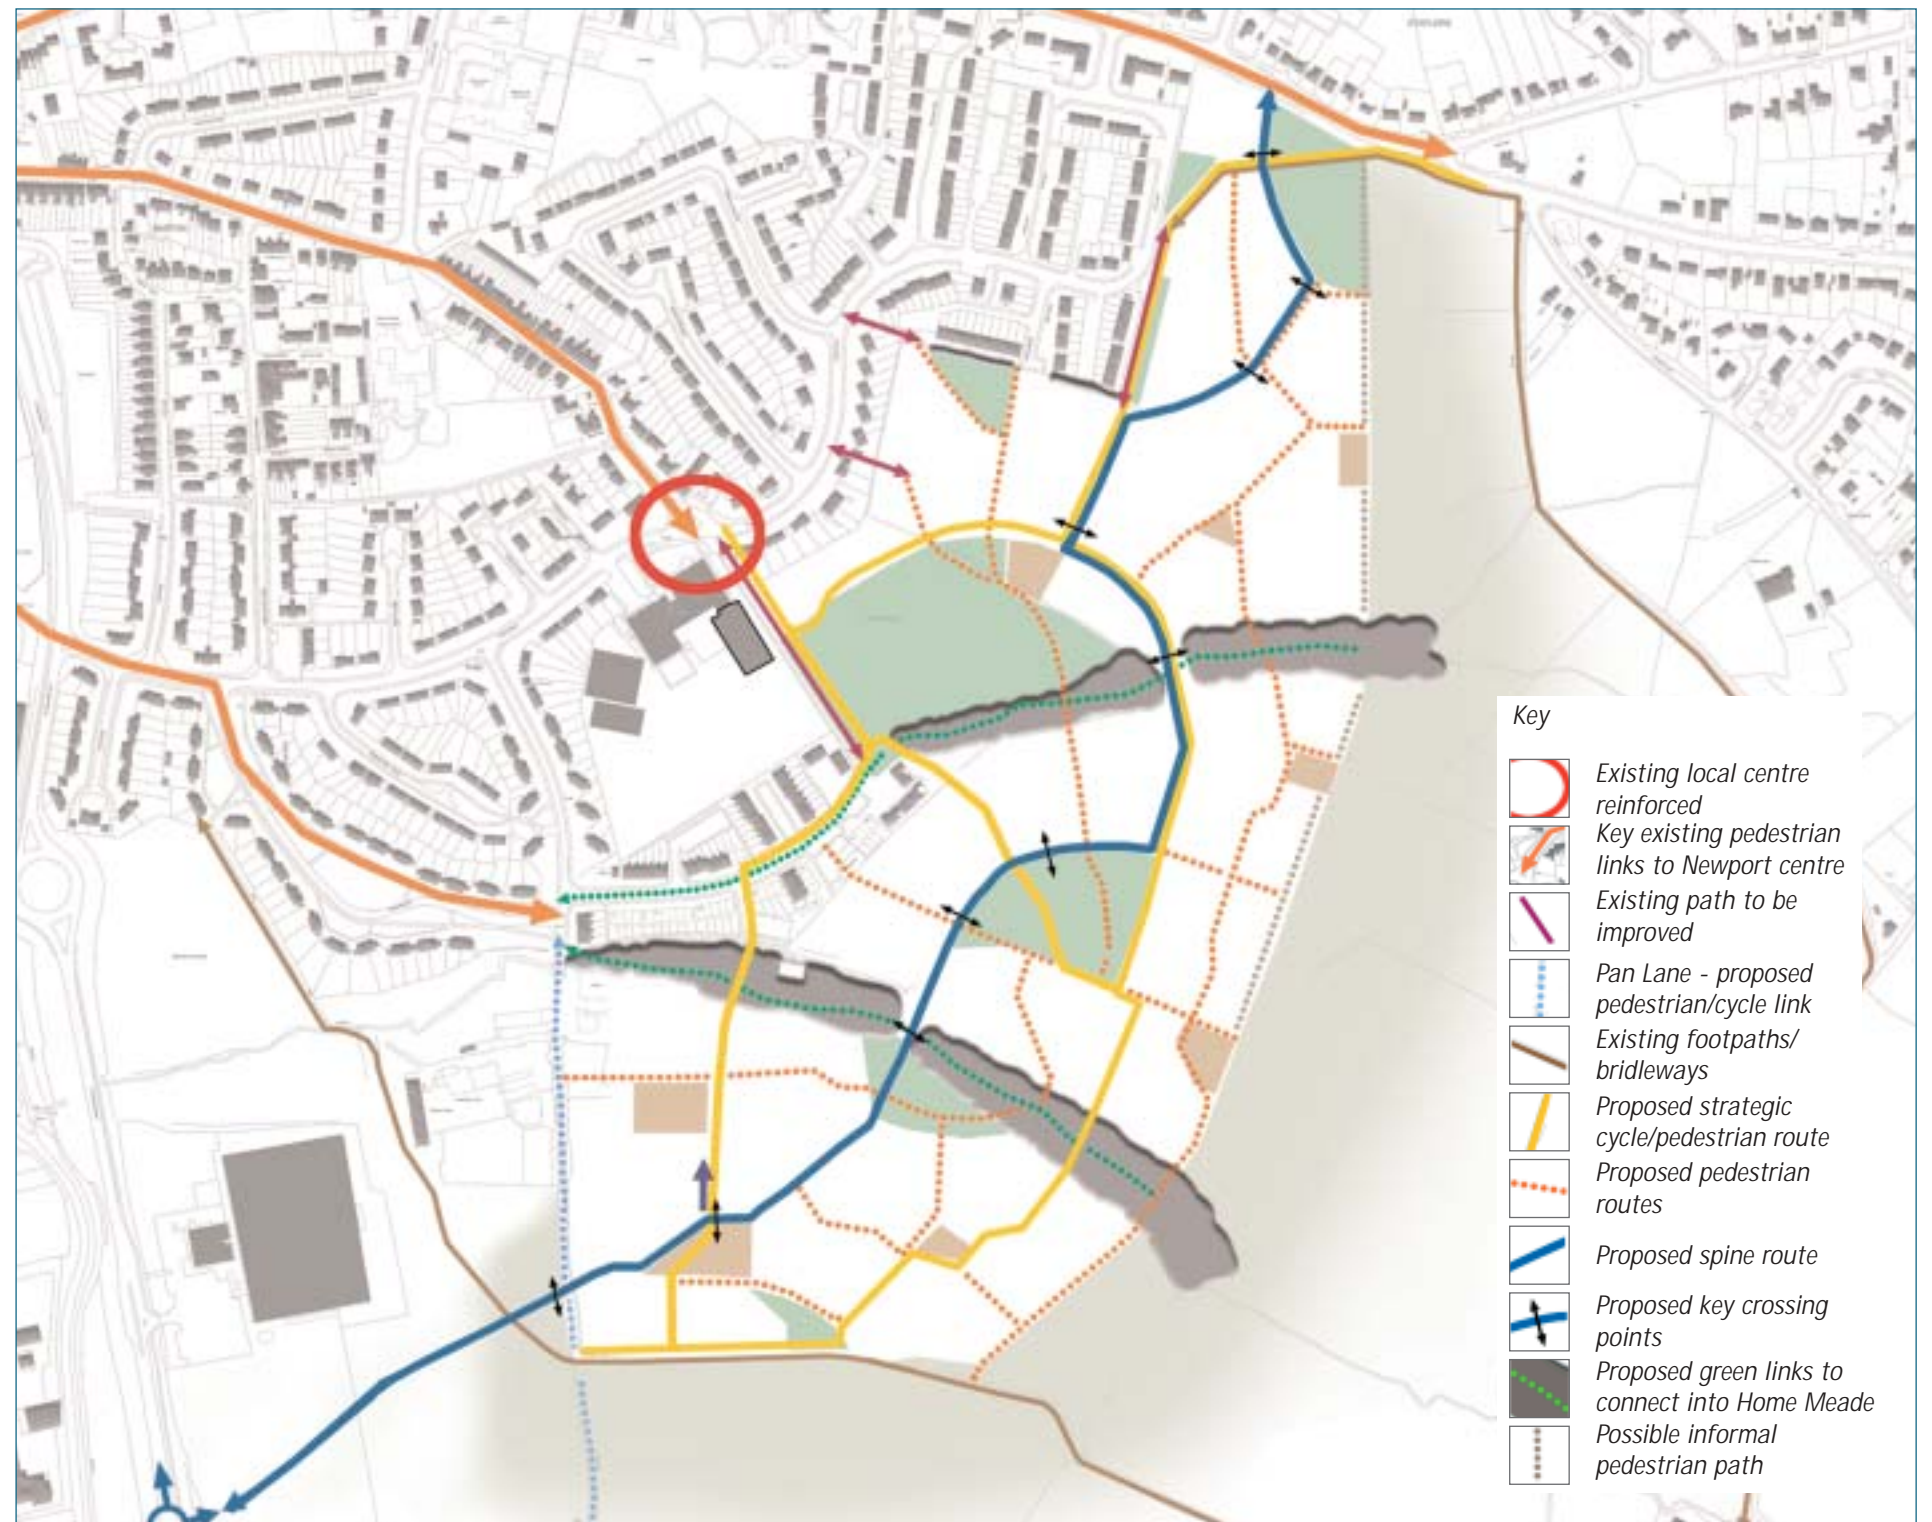 Key
Existing local centre
reinforced
Key existing pedestrian
links to Newport centre
Existing path to be
improved
Pan Lane - proposed
pedestrian/cycle link
Existing footpaths/
bridleways
Proposed strategic
cycle/pedestrian route
Proposed pedestrian
routes
Proposed spine route
Proposed key crossing
points
Proposed green links to
connect into Home Meade
Possible informal
pedestrian path